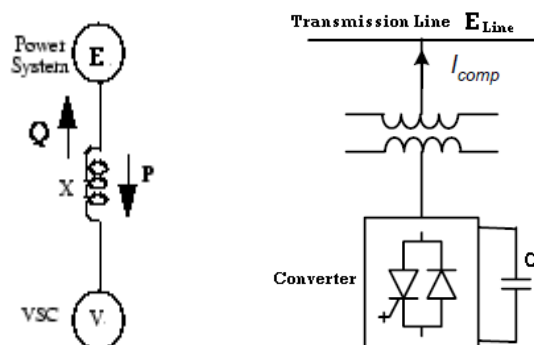 Power
System
E
Q
X
P
VSC
V
Transmission Line E Line
I comp
Converter
C